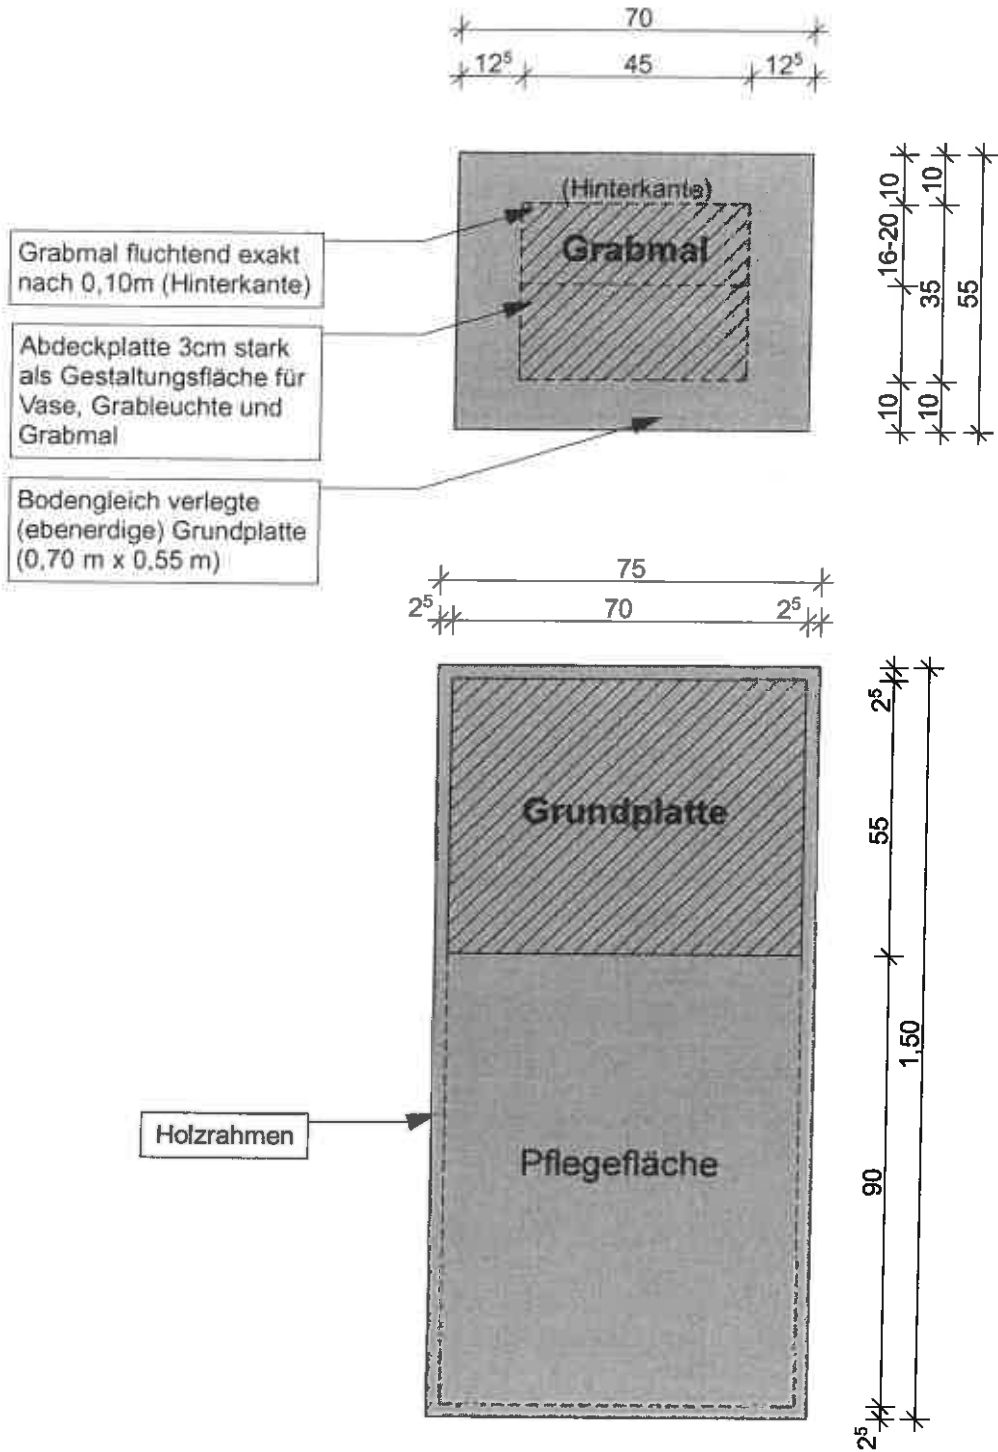 70
12⁵ 45 12⁵
(Hinterkante)
Grabmal
10
16-20
10
10
35
10
55
Grabmal fluchtend exakt
nach 0,10m (Hinterkante)
Abdeckplatte 3cm stark
als Gestaltungsfläche für
Vase, Grableuchte und
Grabmal
Bodengleich verlegte
(ebenerdige) Grundplatte
(0,70 m x 0,55 m)
75
2⁵ 70 2⁵
Grundplatte
2⁵
55
90
2⁵
1,50
Holzrahmen
Pflegefläche